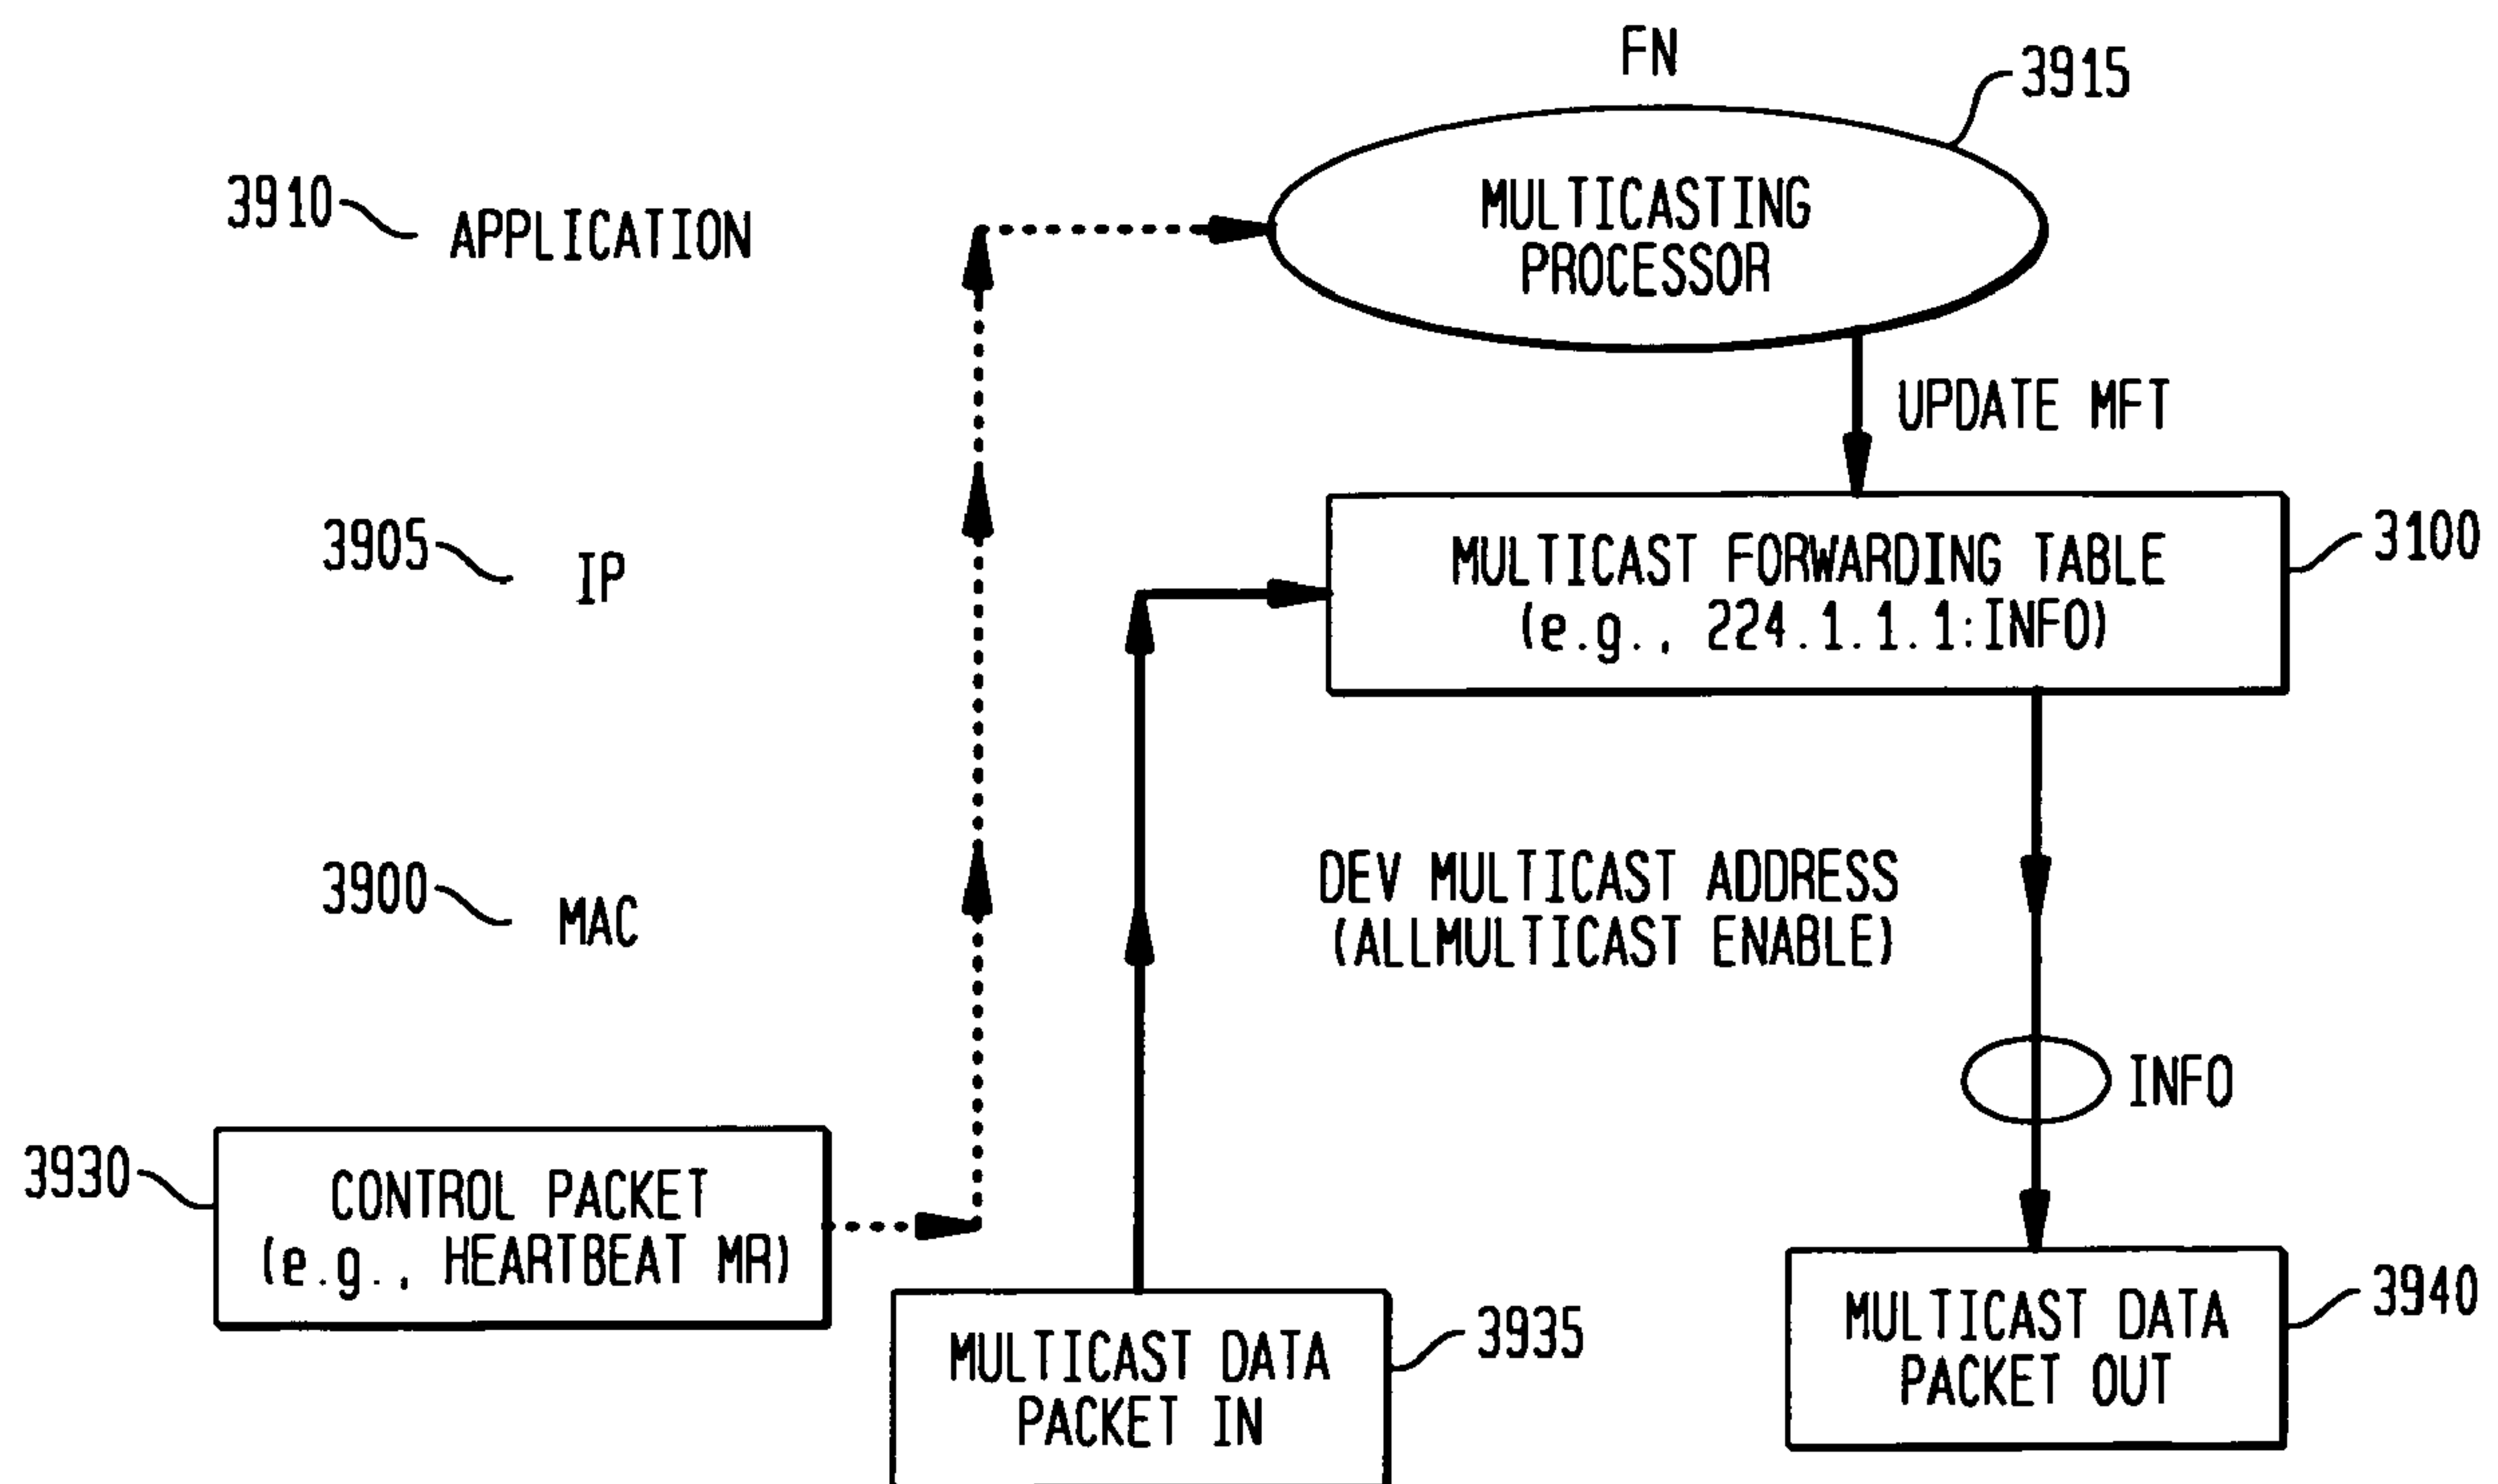 FN
3915
3910
APPLICATION
MULTICASTING
PROCESSOR
UPDATE MFT
3905
IP
MULTICAST FORWARDING TABLE
(e.g., 224.1.1.1:INFO)
3100
3900
MAC
DEV MULTICAST ADDRESS
(ALLMULTICAST ENABLE)
INFO
3930
CONTROL PACKET
(e.g., HEARTBEAT MR)
MULTICAST DATA
PACKET IN
3935
MULTICAST DATA
PACKET OUT
3940